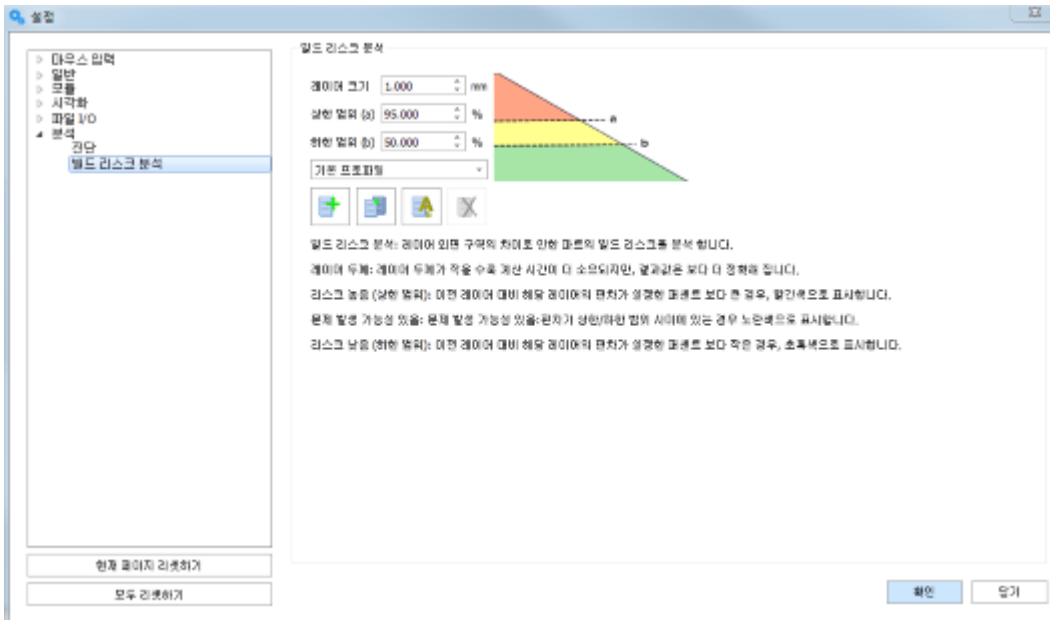 설정
마우스 입력
일반
모듈
시각화
파일 I/O
분석
진단
빌드 리스크 분석
현재 페이지 리셋하기
모두 리셋하기
빌드 리스크 분석
레이어 크기 1.000 mm
상한 범위 (a) 95.000 %
하한 범위 (b) 50.000 %
기본 프로파일
a
b
빌드 리스크 분석: 레이어 외면 구역의 차이로 인한 파트의 빌드 리스크를 분석 합니다.
레이어 두께: 레이어 두께가 작을 수록 계산 시간이 더 소요되지만, 결과값은 보다 더 정확해 집니다.
리스크 높음 (상한 범위): 이전 레이어 대비 해당 레이어의 편차가 설정한 퍼센트 보다 큰 경우, 빨간색으로 표시합니다.
문제 발생 가능성 있음: 문제 발생 가능성 있음:편차가 상한/하한 범위 사이에 있는 경우 노란색으로 표시합니다.
리스크 낮음 (하한 범위): 이전 레이어 대비 해당 레이어의 편차가 설정한 퍼센트 보다 작은 경우, 초록색으로 표시합니다.
확인
닫기